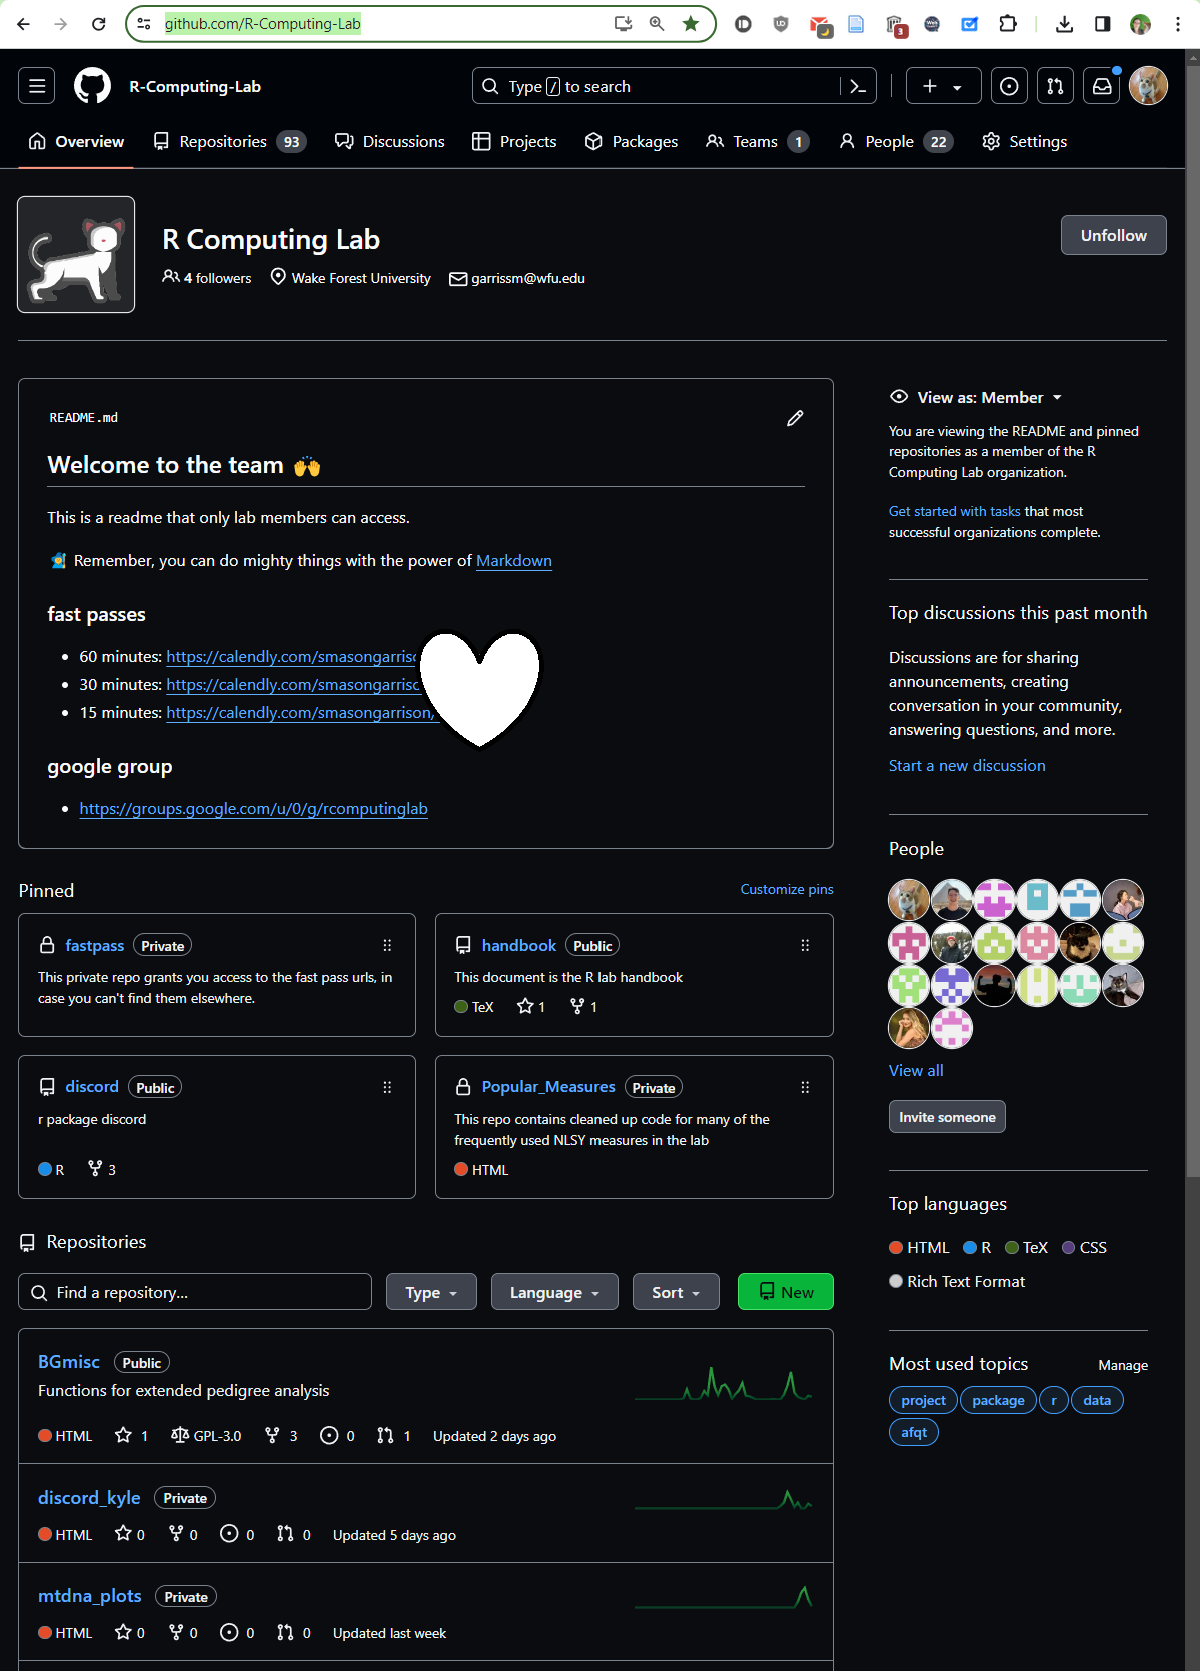 github.com/R-Computing-Lab
3
R-Computing-Lab
Type / to search
Overview
Repositories 93
Discussions
Projects
Packages
Teams 1
People 22
Settings
R Computing Lab
Unfollow
4 followers Wake Forest University garrissm@wfu.edu
README.md
Welcome to the team 🙌
This is a readme that only lab members can access.
Remember, you can do mighty things with the power of Markdown
fast passes
60 minutes: https://calendly.com/smasongarrisc
30 minutes: https://calendly.com/smasongarrisc
15 minutes: https://calendly.com/smasongarrison/
google group
https://groups.google.com/u/0/g/rcomputinglab
View as: Member
You are viewing the README and pinned
repositories as a member of the R
Computing Lab organization.
Get started with tasks that most
successful organizations complete.
Top discussions this past month
Discussions are for sharing
announcements, creating
conversation in your community,
answering questions, and more.
Start a new discussion
People
View all
Invite someone
Top languages
HTML R TeX CSS
Rich Text Format
Most used topics Manage
project package r data
afqt
Pinned Customize pins
fastpass Private
This private repo grants you access to the fast pass urls, in
case you can't find them elsewhere.
handbook Public
This document is the R lab handbook
TeX 1 1
discord Public
r package discord
R 3
Popular_Measures Private
This repo contains cleaned up code for many of the
frequently used NLSY measures in the lab
HTML
Repositories
Find a repository...
Type Language Sort New
BGmisc Public
Functions for extended pedigree analysis
HTML 1 GPL-3.0 3 0 1 Updated 2 days ago
discord_kyle Private
HTML 0 0 0 0 Updated 5 days ago
mtdna_plots Private
HTML 0 0 0 0 Updated last week